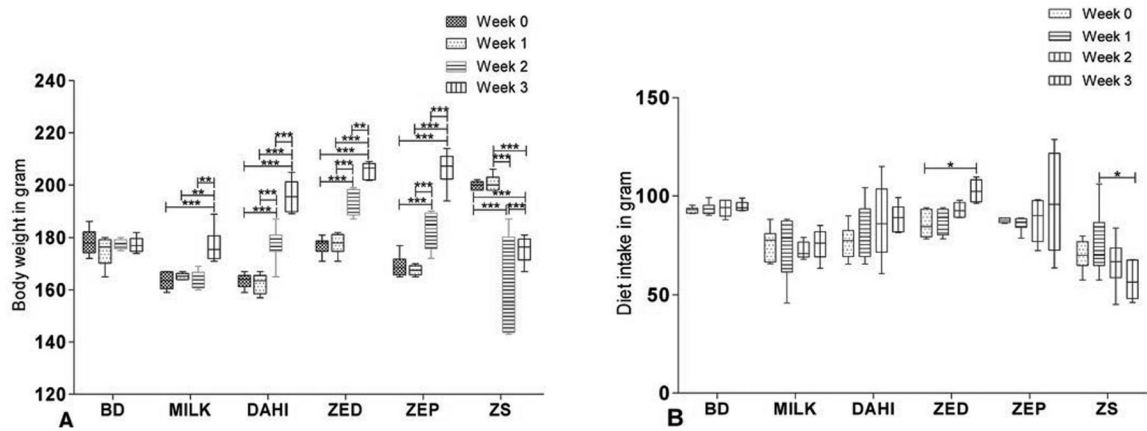 Week 0
Week 1
Week 2
Week 3
240
220
200
180
160
140
120
Body weight in gram
*** ** ***
*** ** *** *** *** *** ** *** *** *** *** *** *** *** *** *** *** *** *** *** *** ***
BD MILK DAHI ZED ZEP ZS
A
Week 0
Week 1
Week 2
Week 3
150
100
50
0
Diet intake in gram
* *
BD MILK DAHI ZED ZEP ZS
B